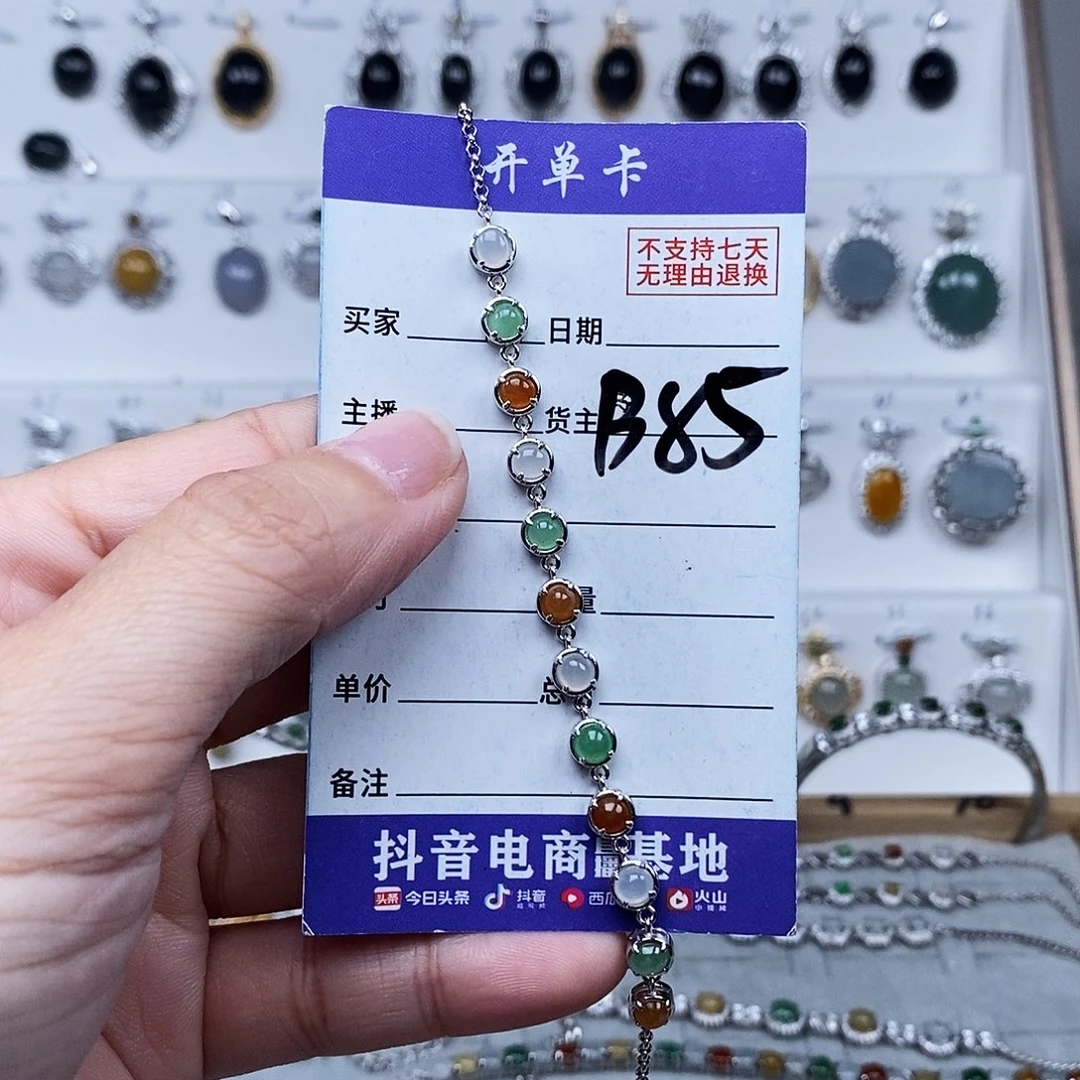 开单卡
不支持七天
无理由退换
买家 日期
主播 货主
B85
单价 总
备注
抖音电商 基地
头条 今日头条 抖音 西瓜 火山